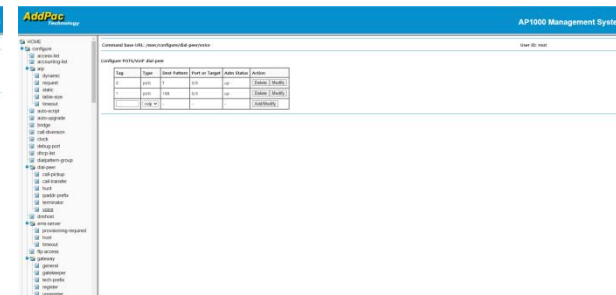 AddPac
Technology
AP1000 Management Syste
HOME
configure
access-list
accounting-list
arp
dynamic
request
static
table-size
timeout
auto-script
auto-upgrade
bridge
call-diversion
clock
debug-port
dhcp-list
dialpattern-group
dial-peer
call-pickup
call-transfer
hunt
ipaddr-prefix
terminator
voice
dnshost
ems-server
provisioning-required
host
timeout
ftp-access
gateway
general
gatekeeper
tech-prefix
register
unregister
Command base-URL: /exec/configure/dial-peer/voice
User ID: root
Configure POTS/VoIP dial-peer
Tag Type Dest-Pattern Port or Target Adm Status Action
0 pots T 0/0 up Delete Modify
1 pots 0/0 up Delete Modify
voip - - - Add/Modify